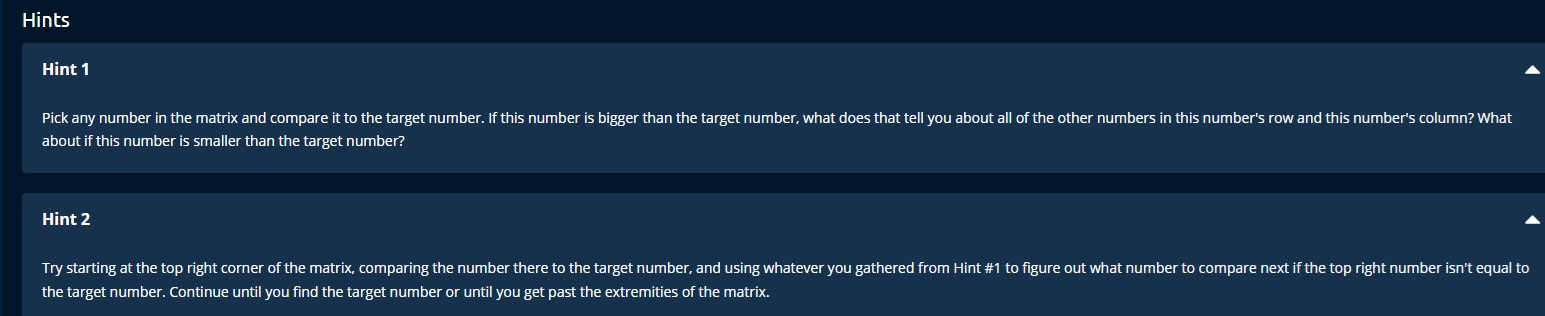 Hints
Hint 1
Pick any number in the matrix and compare it to the target number. If this number is bigger than the target number, what does that tell you about all of the other numbers in this number's row and this number's column? What
about if this number is smaller than the target number?
Hint 2
Try starting at the top right corner of the matrix, comparing the number there to the target number, and using whatever you gathered from Hint #1 to figure out what number to compare next if the top right number isn't equal to
the target number. Continue until you find the target number or until you get past the extremities of the matrix.